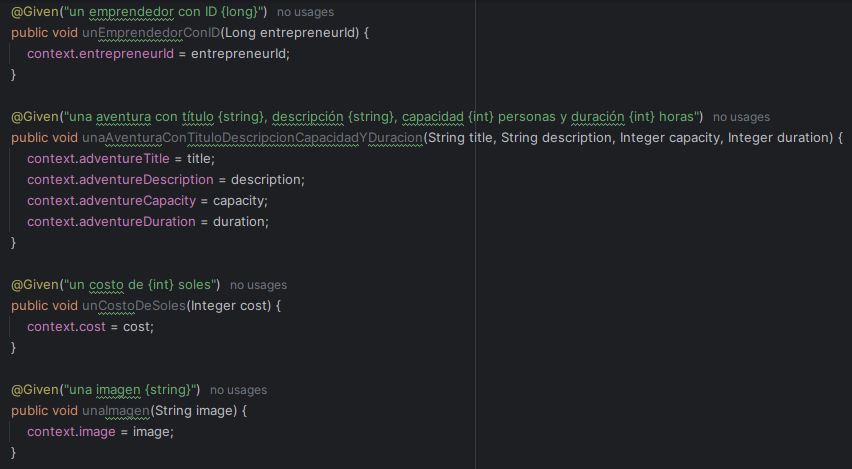 @Given("un emprendedor con ID {long}") no usages
public void unEmprendedorConID(Long entrepreneurId) {
context.entrepreneurId = entrepreneurId;
}
@Given("una aventura con título {string}, descripción {string}, capacidad {int} personas y duración {int} horas") no usages
public void unaAventuraConTituloDescripcionCapacidadYDuracion(String title, String description, Integer capacity, Integer duration) {
context.adventureTitle = title;
context.adventureDescription = description;
context.adventureCapacity = capacity;
context.adventureDuration = duration;
}
@Given("un costo de {int} soles") no usages
public void unCostoDeSoles(Integer cost) {
context.cost = cost;
}
@Given("una imagen {string}") no usages
public void unaImagen(String image) {
context.image = image;
}